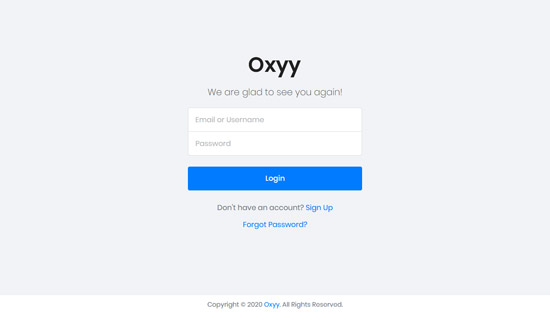 Oxyy
We are glad to see you again!
Email or Username
Password
Login
Don't have an account? Sign Up
Forgot Password?
Copyright © 2020 Oxyy. All Rights Reserved.